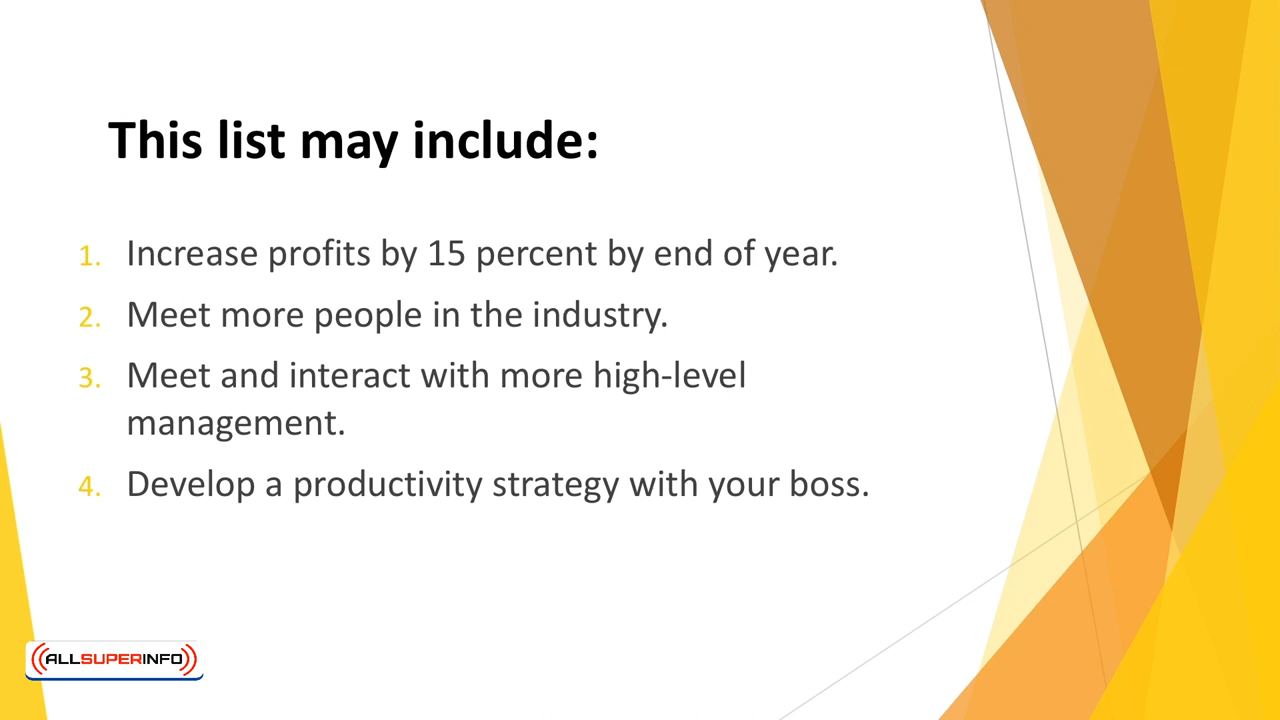 This list may include:
1. Increase profits by 15 percent by end of year.
2. Meet more people in the industry.
3. Meet and interact with more high-level
management.
4. Develop a productivity strategy with your boss.
ALLSUPERINFO